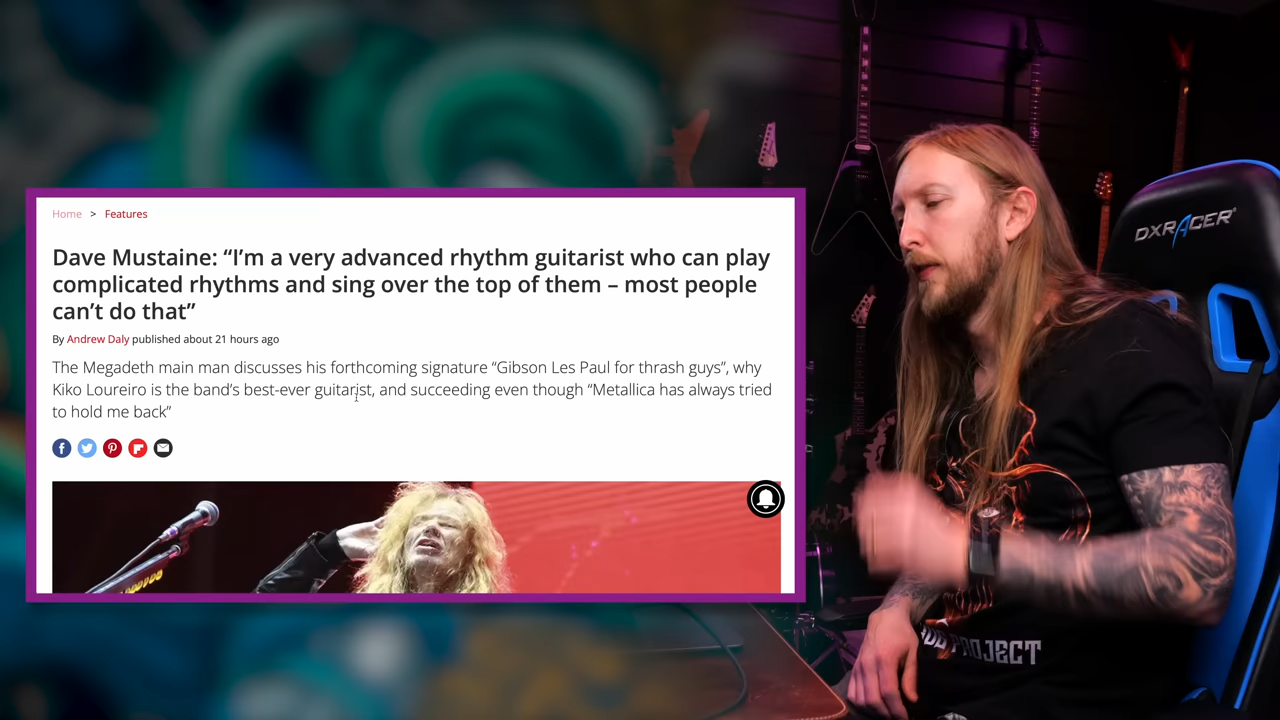 Home > Features
Dave Mustaine: “I’m a very advanced rhythm guitarist who can play
complicated rhythms and sing over the top of them – most people
can’t do that”
By Andrew Daly published about 21 hours ago
The Megadeth main man discusses his forthcoming signature “Gibson Les Paul for thrash guys”, why
Kiko Loureiro is the band’s best-ever guitarist, and succeeding even though “Metallica has always tried
to hold me back”
DXRACER
PROJECT